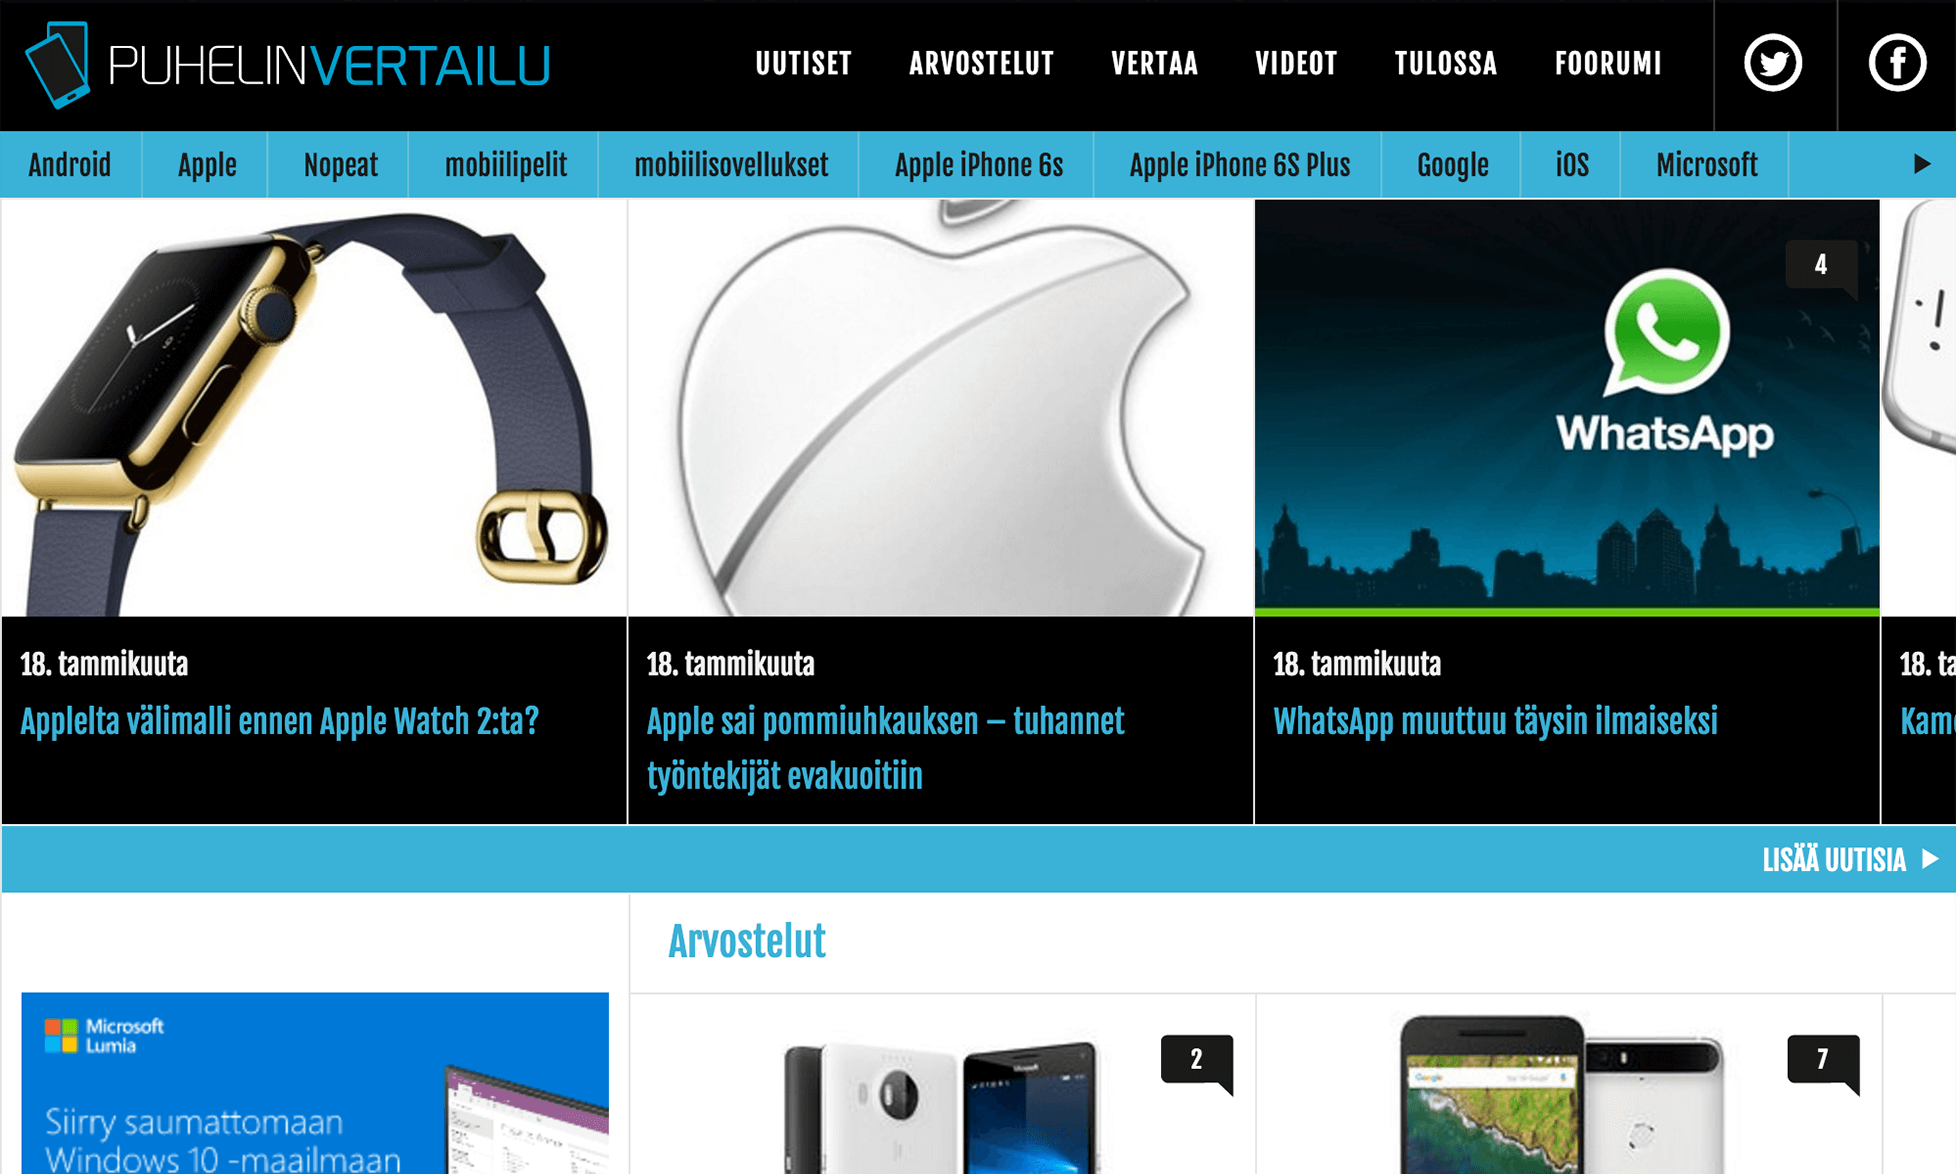 PUHELINVERTAILU
UUTISET
ARVOSTELUT
VERTAA
VIDEOT
TULOSSA
FOORUMI
Android
Apple
Nopeat
mobiilipelit
mobiilisovellukset
Apple iPhone 6s
Apple iPhone 6S Plus
Google
iOS
Microsoft
4
WhatsApp
18. tammikuuta
Applelta välimalli ennen Apple Watch 2:ta?
18. tammikuuta
Apple sai pommiuhkauksen – tuhannet
työntekijät evakuoitiin
18. tammikuuta
WhatsApp muuttuu täysin ilmaiseksi
18. ta
Kam
LISÄÄ UUTISIA
Arvostelut
Microsoft
Lumia
Siirry saumattomaan
Windows 10 -maailmaan
2
Microsoft
7
Google